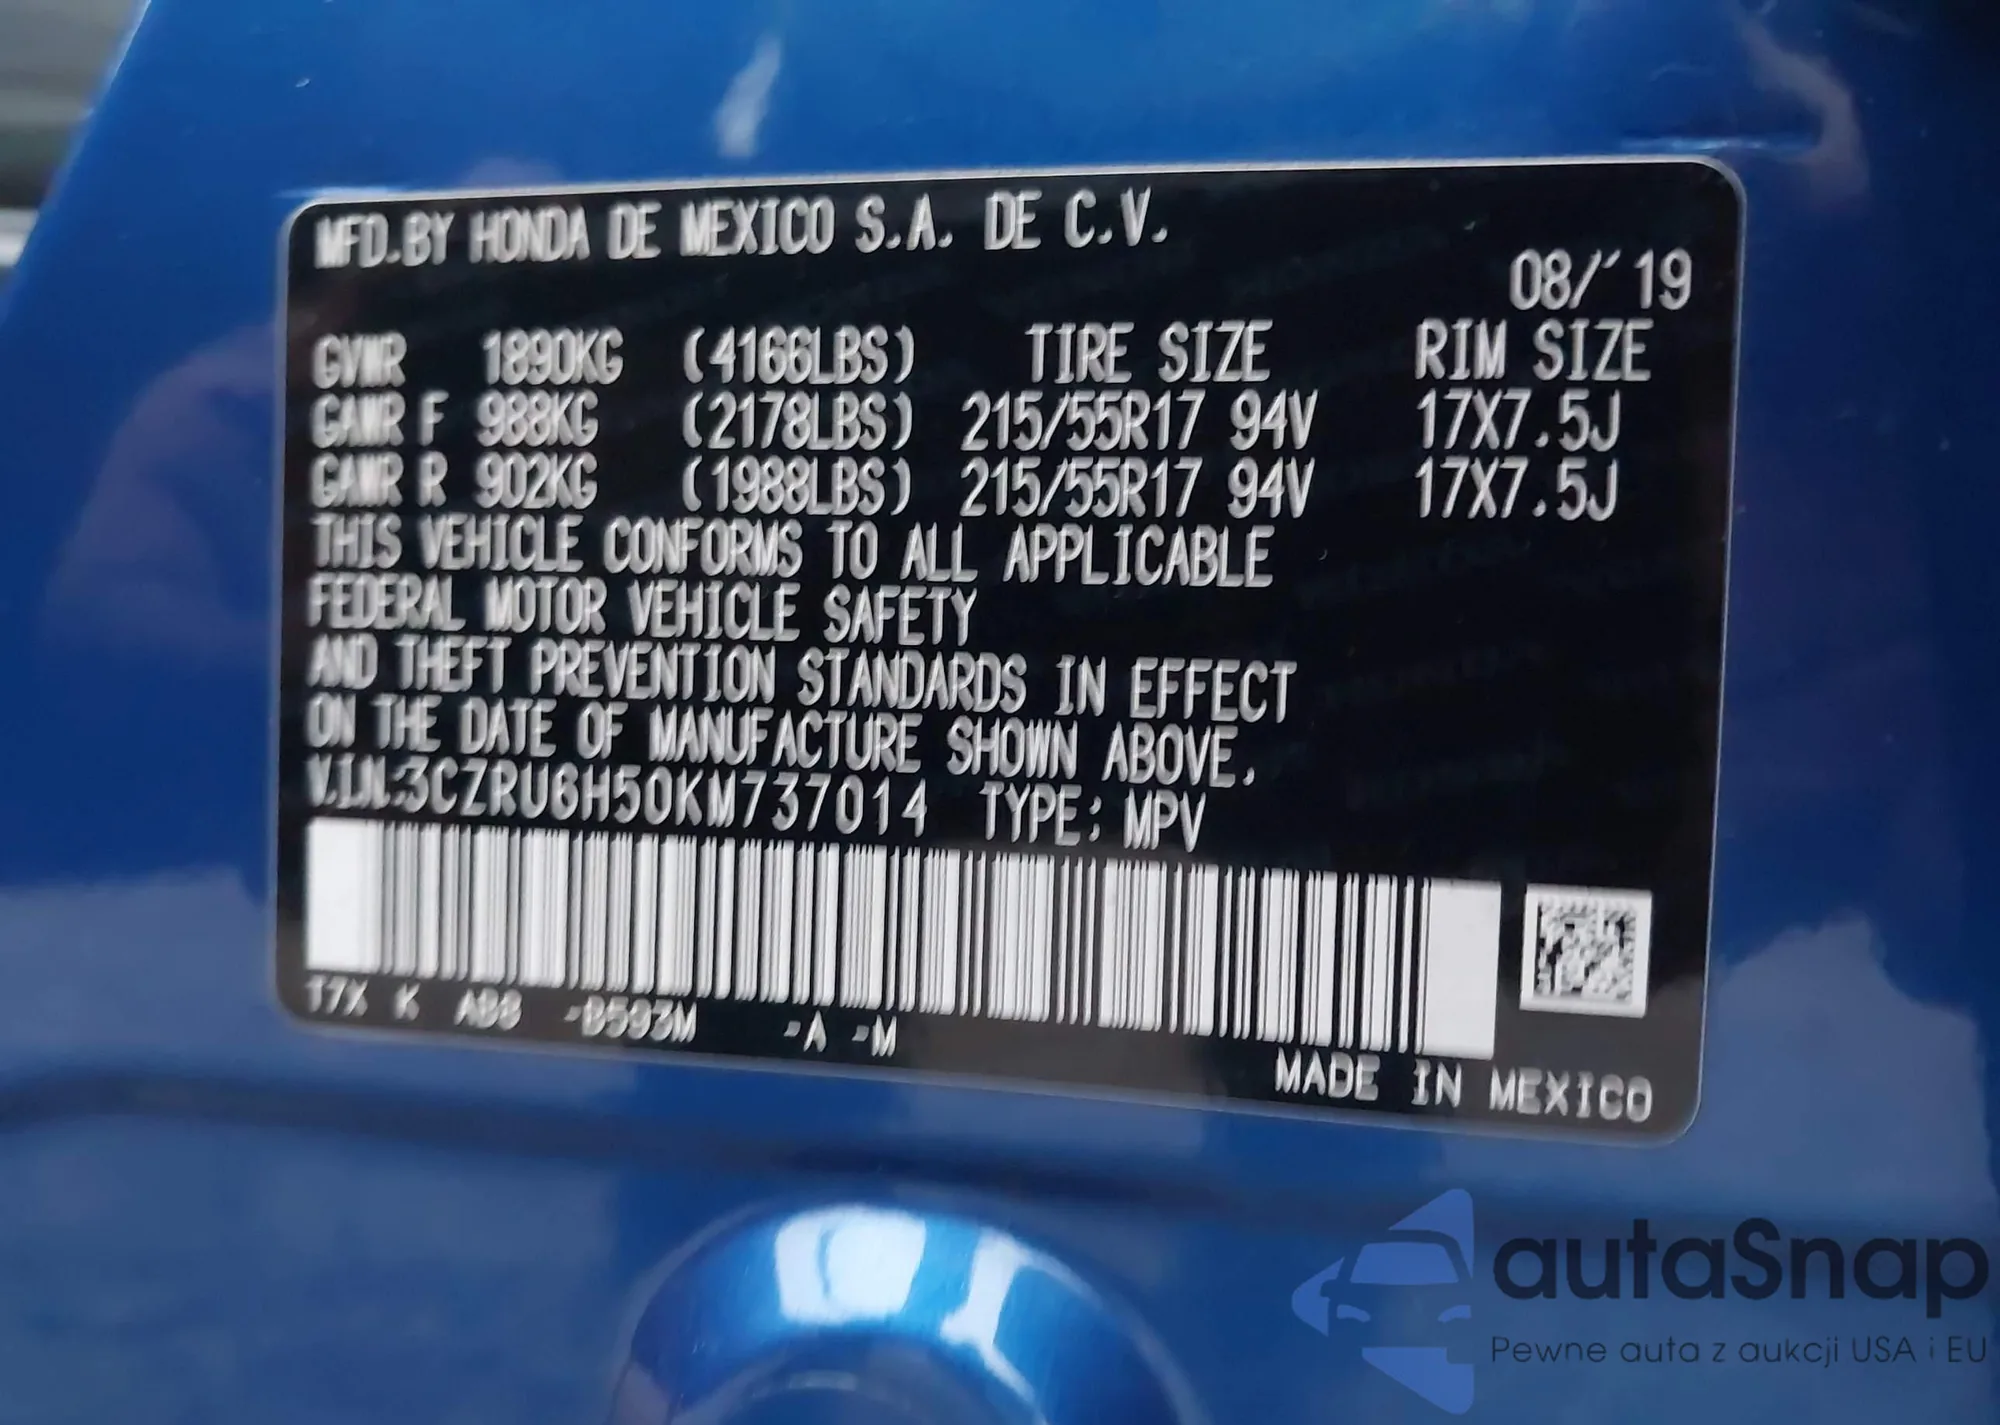 MFD.BY HONDA DE MEXICO S.A. DE C.V.
08/´19
GVWR 1890KG (4166LBS) TIRE SIZE RIM SIZE
GAWR F 988KG (2178LBS) 215/55R17 94V 17X7.5J
GAWR R 902KG (1988LBS) 215/55R17 94V 17X7.5J
THIS VEHICLE CONFORMS TO ALL APPLICABLE
FEDERAL MOTOR VEHICLE SAFETY
AND THEFT PREVENTION STANDARDS IN EFFECT
ON THE DATE OF MANUFACTURE SHOWN ABOVE.
V.I.N:3CZRU6H50KM737014 TYPE: MPV
T7X K AB8 -B593M -A -M
MADE IN MEXICO
autaSnap
Pewne auta z aukcji USA i EU